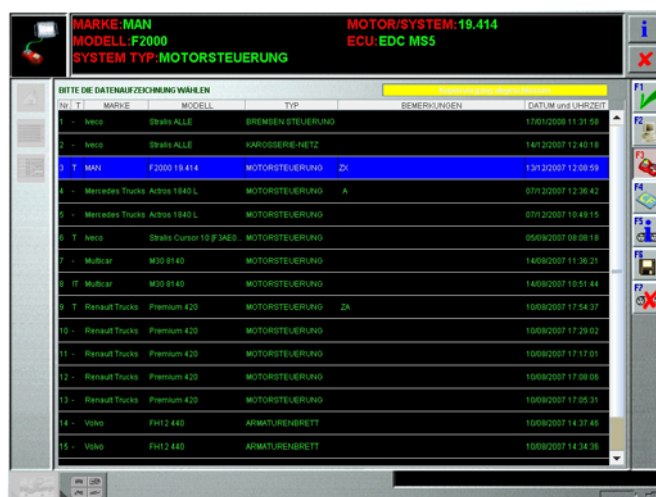 MARKE:MAN MOTOR/SYSTEM:19.414
MODELL:F2000 ECU:EDC MS5
SYSTEM TYP:MOTORSTEUERUNG
BITTE DIE DATENAUFZEICHNUNG WÄHLEN
Nr T MARKE MODELL TYP BEMERKUNGEN DATUM und UHRZEIT
1 - Iveco Stralis ALLE BREMSEN STEUERUNG 17/01/2008 11:31:58
2 - Iveco Stralis ALLE KAROSSERIE-NETZ 14/12/2007 12:40:18
3 T MAN F2000 19.414 MOTORSTEUERUNG ZX 13/12/2007 12:08:59
4 - Mercedes Trucks Actros 1840 L MOTORSTEUERUNG A 07/12/2007 12:36:42
5 - Mercedes Trucks Actros 1840 L MOTORSTEUERUNG 07/12/2007 10:49:15
6 T Iveco Stralis Cursor 10 [F3AE0... MOTORSTEUERUNG 05/09/2007 08:08:18
7 - Multicar M30 8140 MOTORSTEUERUNG 14/08/2007 11:36:21
8 IT Multicar M30 8140 MOTORSTEUERUNG 14/08/2007 10:51:44
9 T Renault Trucks Premium 420 MOTORSTEUERUNG ZA 10/08/2007 17:54:37
10 - Renault Trucks Premium 420 MOTORSTEUERUNG 10/08/2007 17:29:02
11 - Renault Trucks Premium 420 MOTORSTEUERUNG 10/08/2007 17:17:01
12 - Renault Trucks Premium 420 MOTORSTEUERUNG 10/08/2007 17:08:06
13 - Renault Trucks Premium 420 MOTORSTEUERUNG 10/08/2007 17:05:31
14 - Volvo FH12 440 ARMATURENBRETT 10/08/2007 14:37:46
15 - Volvo FH12 440 ARMATURENBRETT 10/08/2007 14:34:36
F1
F2
F3
F4
F5
F6
F7